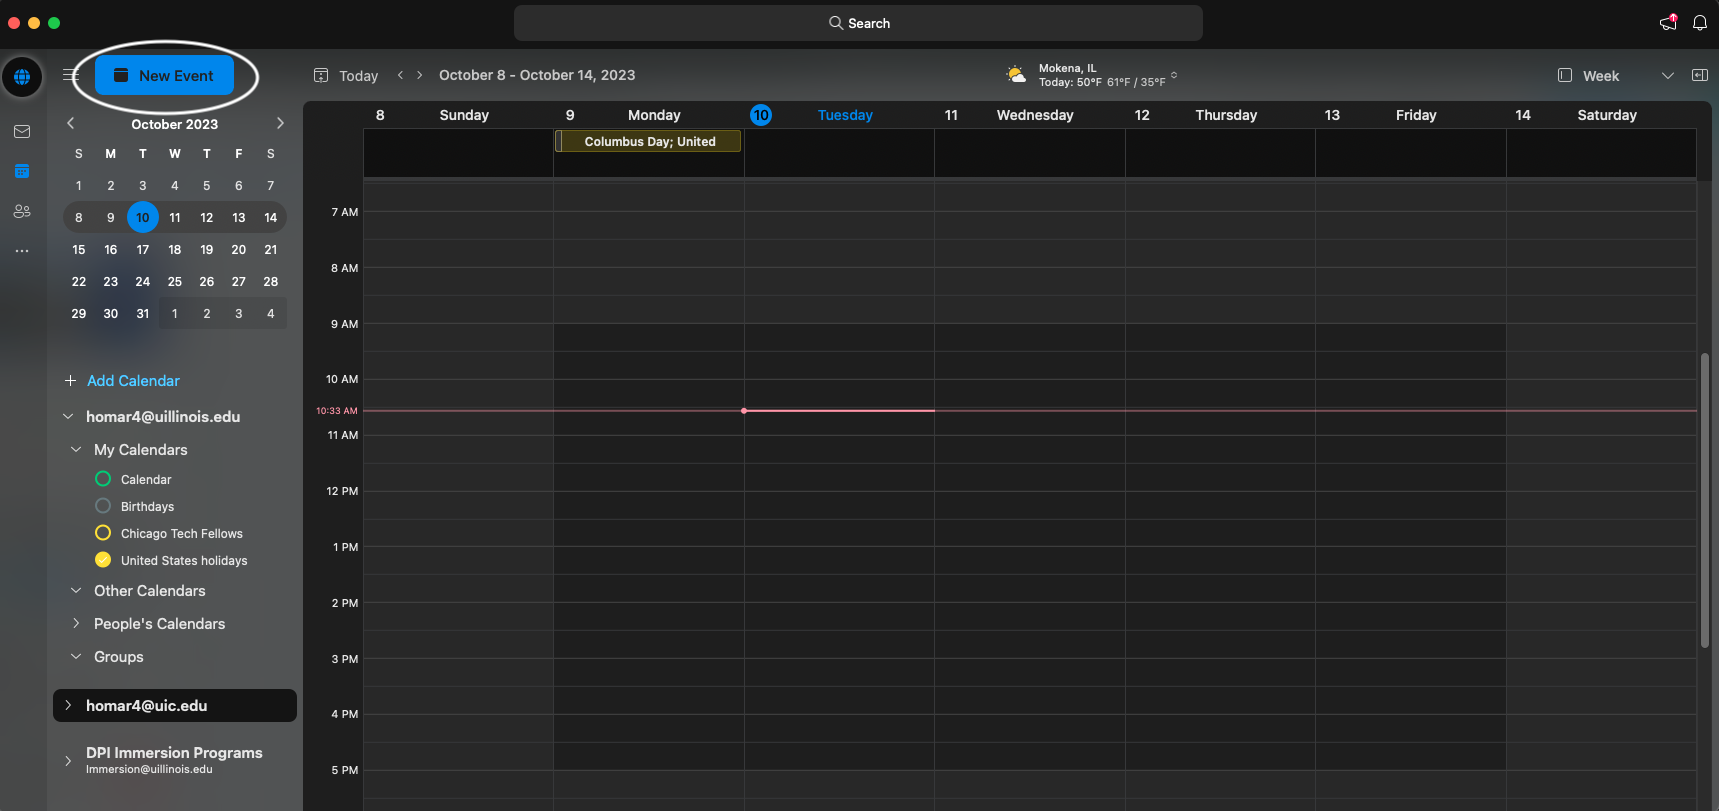 Search
New Event
Today
October 8 - October 14, 2023
Mokena, IL
Today: 50°F 61°F / 35°F
Week
October 2023
S M T W T F S
1 2 3 4 5 6 7
8 9 10 11 12 13 14
15 16 17 18 19 20 21
22 23 24 25 26 27 28
29 30 31 1 2 3 4
Add Calendar
homar4@uillinois.edu
My Calendars
Calendar
Birthdays
Chicago Tech Fellows
United States holidays
Other Calendars
People's Calendars
Groups
homar4@uic.edu
DPI Immersion Programs
Immersion@uillinois.edu
8 Sunday 9 Monday 10 Tuesday 11 Wednesday 12 Thursday 13 Friday 14 Saturday
Columbus Day; United
7 AM
8 AM
9 AM
10 AM
10:33 AM
11 AM
12 PM
1 PM
2 PM
3 PM
4 PM
5 PM